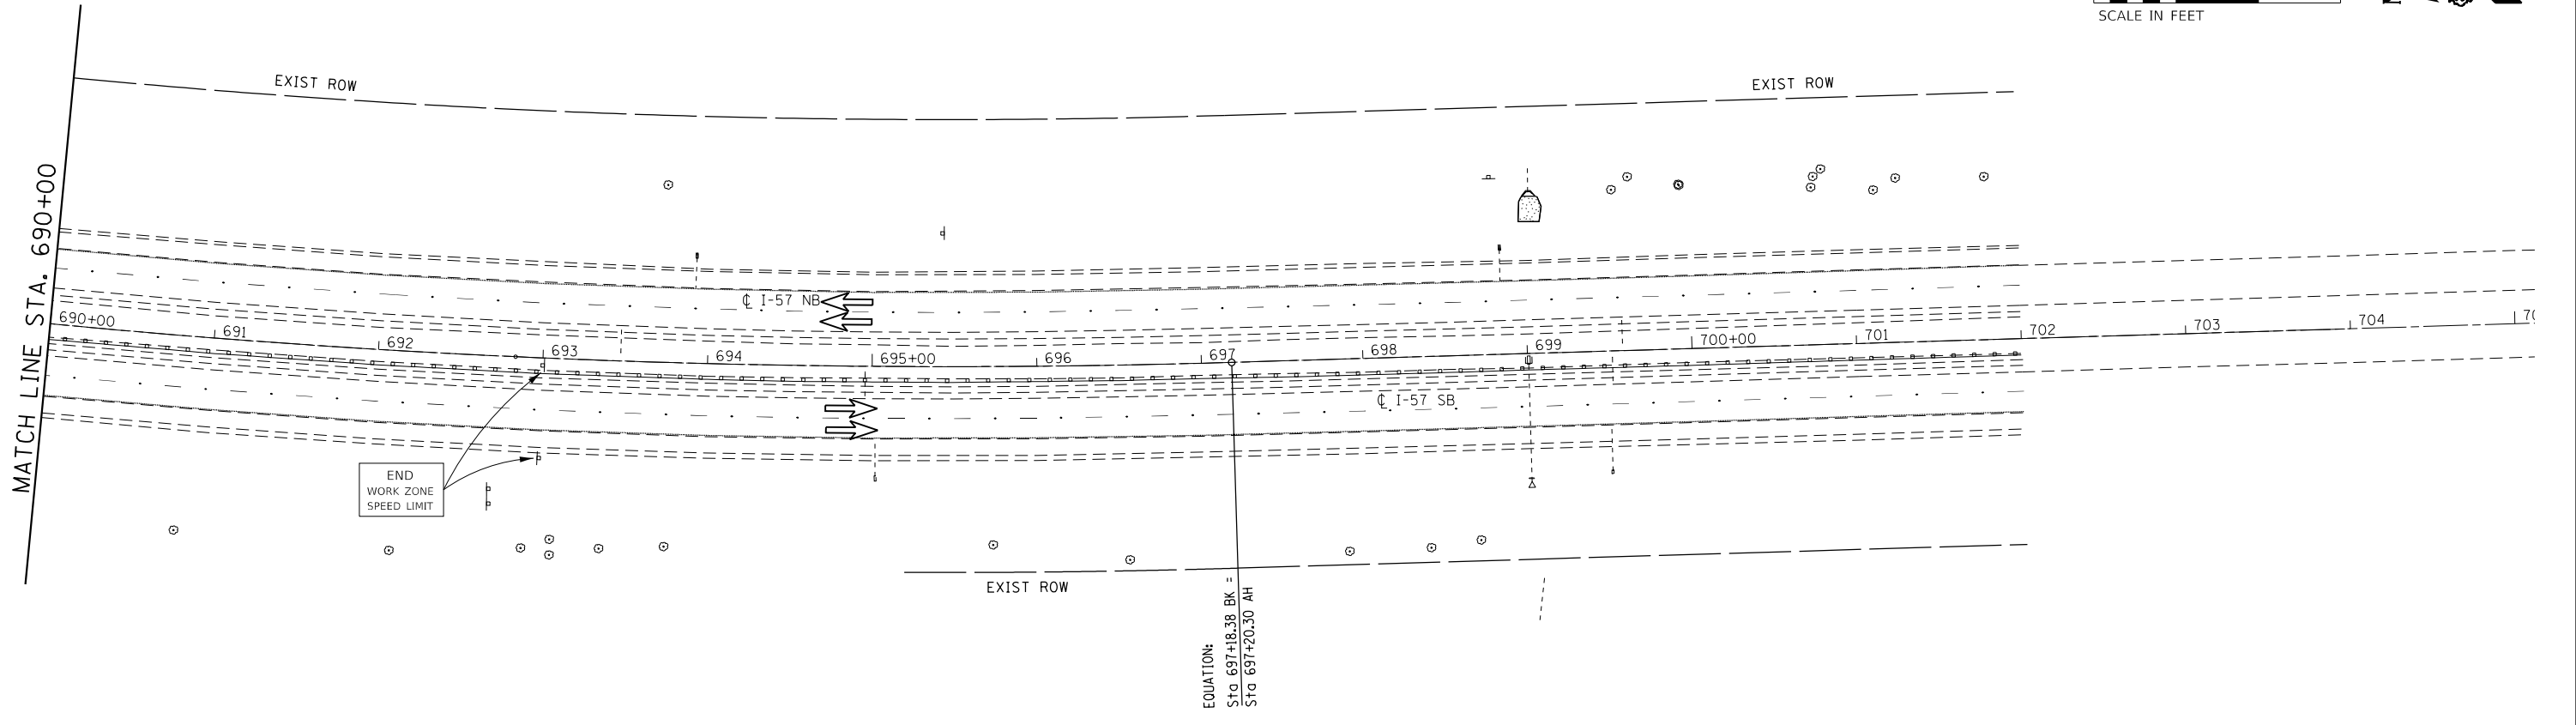 SCALE IN FEET
EXIST ROW
EXIST ROW
MATCH LINE STA. 690+00
℄ I-57 NB
690+00
691
692
693
694
695+00
696
697
698
699
700+00
701
702
703
704
℄ I-57 SB
END
WORK ZONE
SPEED LIMIT
EXIST ROW
EQUATION:
Sta 697+18.38 BK
Sta 697+20.30 AH